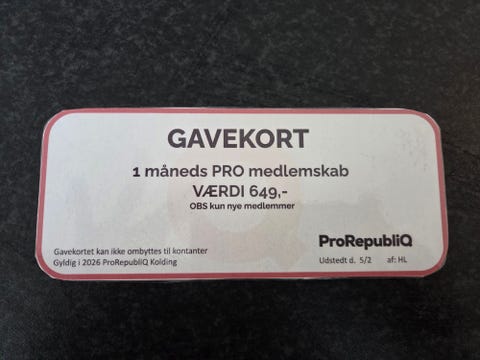 GAVEKORT
1 måneds PRO medlemskab
VÆRDI 649,-
OBS kun nye medlemmer
Gavekortet kan ikke ombyttes til kontanter
Gyldig i 2026 ProRepubliQ Kolding
ProRepubliQ
Udstedt d. 5/2 af: HL